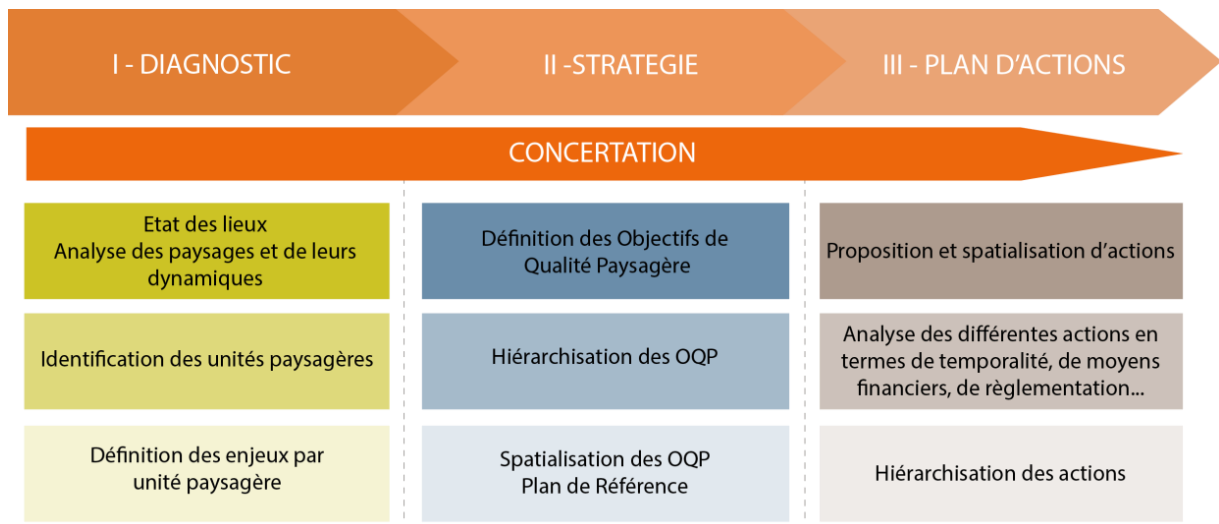 I - DIAGNOSTIC
II -STRATEGIE
III - PLAN D’ACTIONS
CONCERTATION
Etat des lieux
Analyse des paysages et de leurs
dynamiques
Identification des unités paysagères
Définition des enjeux par
unité paysagère
Définition des Objectifs de
Qualité Paysagère
Hiérarchisation des OQP
Spatialisation des OQP
Plan de Référence
Proposition et spatialisation d’actions
Analyse des différentes actions en
termes de temporalité, de moyens
financiers, de règlementation...
Hiérarchisation des actions